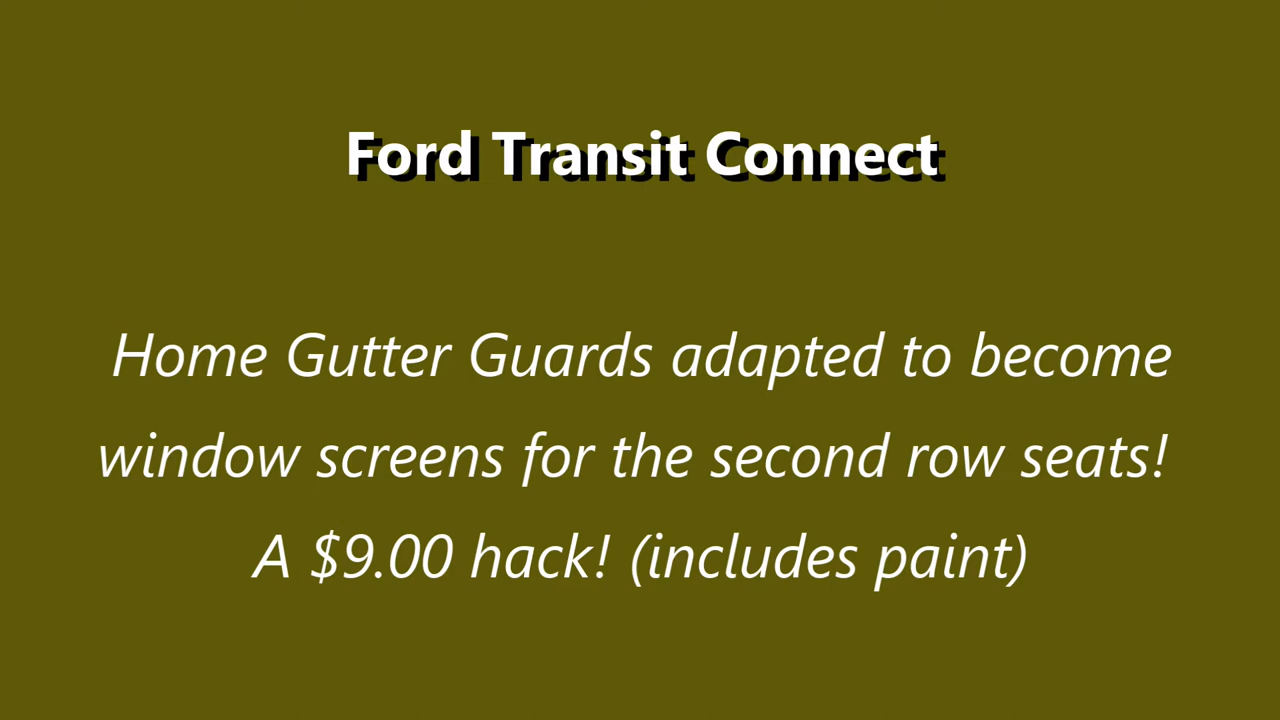 Ford Transit Connect
Home Gutter Guards adapted to become
window screens for the second row seats!
A $9.00 hack! (includes paint)